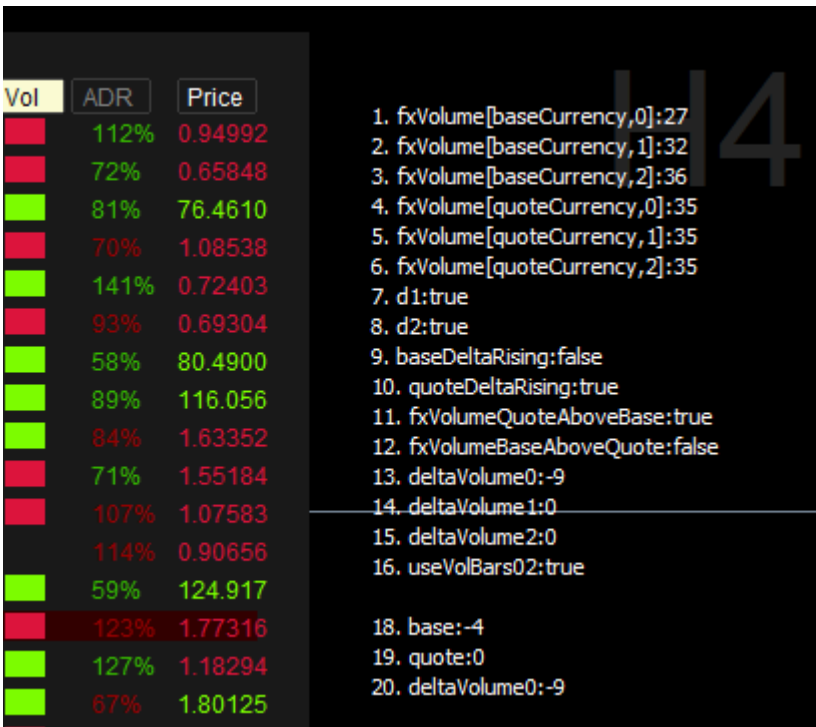 Vol ADR Price
112% 0.94992
72% 0.65848
81% 76.4610
70% 1.08538
141% 0.72403
93% 0.69304
58% 80.4900
89% 116.056
84% 1.63352
71% 1.55184
107% 1.07583
114% 0.90656
59% 124.917
123% 1.77316
127% 1.18294
67% 1.80125
H4
1. fxVolume[baseCurrency,0]:27
2. fxVolume[baseCurrency,1]:32
3. fxVolume[baseCurrency,2]:36
4. fxVolume[quoteCurrency,0]:35
5. fxVolume[quoteCurrency,1]:35
6. fxVolume[quoteCurrency,2]:35
7. d1:true
8. d2:true
9. baseDeltaRising:false
10. quoteDeltaRising:true
11. fxVolumeQuoteAboveBase:true
12. fxVolumeBaseAboveQuote:false
13. deltaVolume0:-9
14. deltaVolume1:0
15. deltaVolume2:0
16. useVolBars02:true
18. base:-4
19. quote:0
20. deltaVolume0:-9